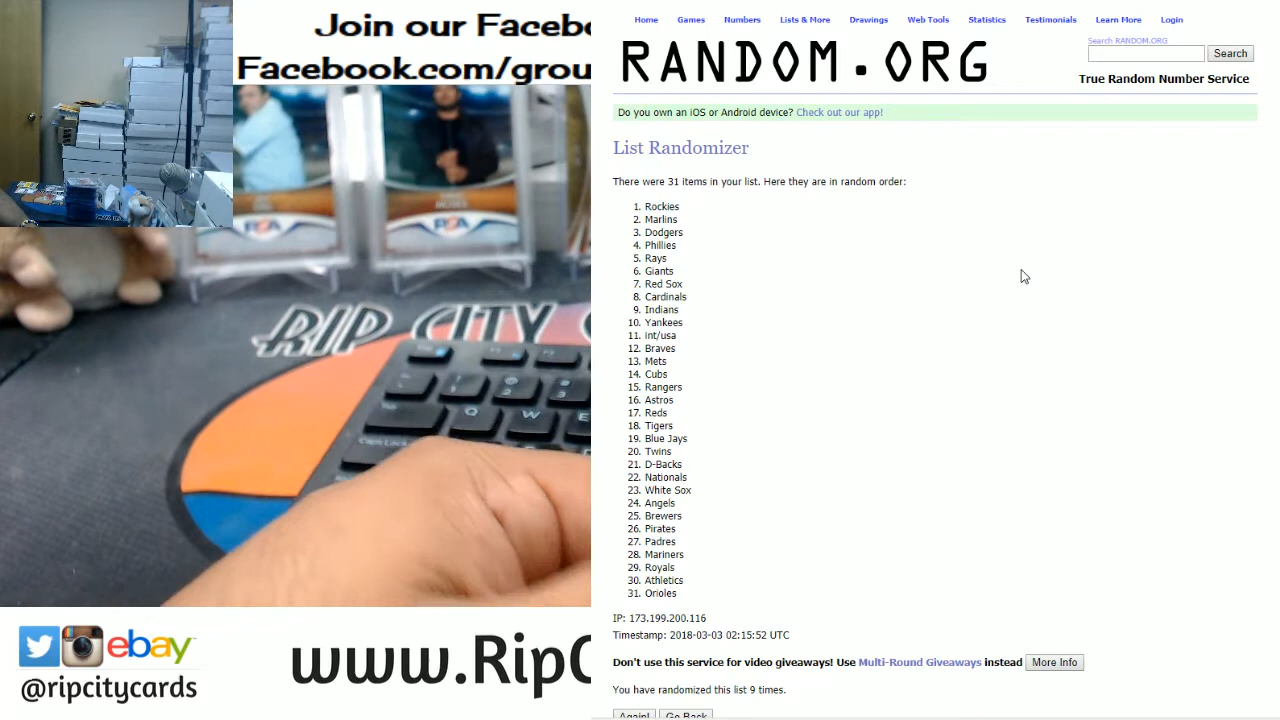 Join our Facebo
Facebook.com/grou
RIP CITY
Caps Lock
Q
W
E
2
3
ebay
@ripcitycards
www.RipC
Home Games Numbers Lists & More Drawings Web Tools Statistics Testimonials Learn More Login
RANDOM.ORG
Search RANDOM.ORG
Search
True Random Number Service
Do you own an iOS or Android device? Check out our app!
List Randomizer
There were 31 items in your list. Here they are in random order:
1. Rockies
2. Marlins
3. Dodgers
4. Phillies
5. Rays
6. Giants
7. Red Sox
8. Cardinals
9. Indians
10. Yankees
11. Int/usa
12. Braves
13. Mets
14. Cubs
15. Rangers
16. Astros
17. Reds
18. Tigers
19. Blue Jays
20. Twins
21. D-Backs
22. Nationals
23. White Sox
24. Angels
25. Brewers
26. Pirates
27. Padres
28. Mariners
29. Royals
30. Athletics
31. Orioles
IP: 173.199.200.116
Timestamp: 2018-03-03 02:15:52 UTC
Don't use this service for video giveaways! Use Multi-Round Giveaways instead More Info
You have randomized this list 9 times.
Again! Go Back